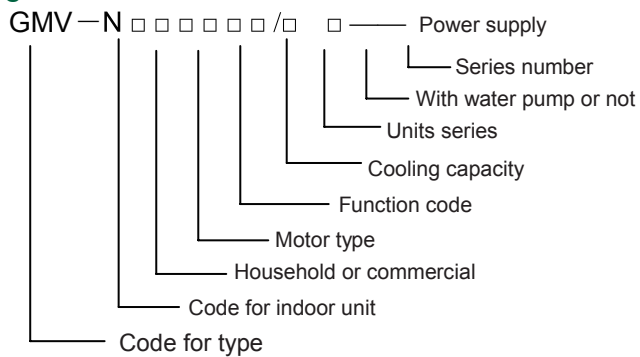 GMV－N□□□□□□/□ □ Power supply
Series number
With water pump or not
Units series
Cooling capacity
Function code
Motor type
Household or commercial
Code for indoor unit
Code for type